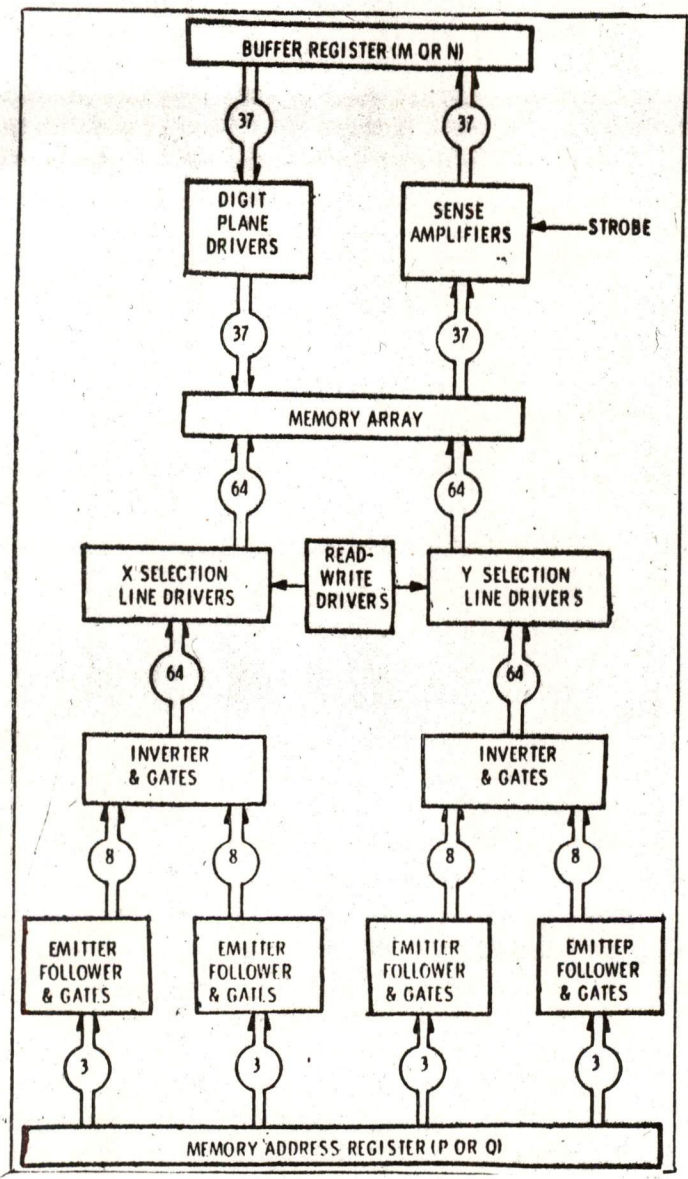 BUFFER REGISTER (M OR N)
37
37
DIGIT
PLANE
DRIVERS
SENSE
AMPLIFIERS
STROBE
37
37
MEMORY ARRAY
64
64
X SELECTION
LINE DRIVERS
READ-
WRITE
DRIVERS
Y SELECTION
LINE DRIVERS
64
64
INVERTER
& GATES
INVERTER
& GATES
8
8
8
8
EMITTER
FOLLOWER
& GATES
EMITTER
FOLLOWER
& GATES
EMITTER
FOLLOWER
& GATES
EMITTER
FOLLOWER
& GATES
3
3
3
3
MEMORY ADDRESS REGISTER (P OR Q)